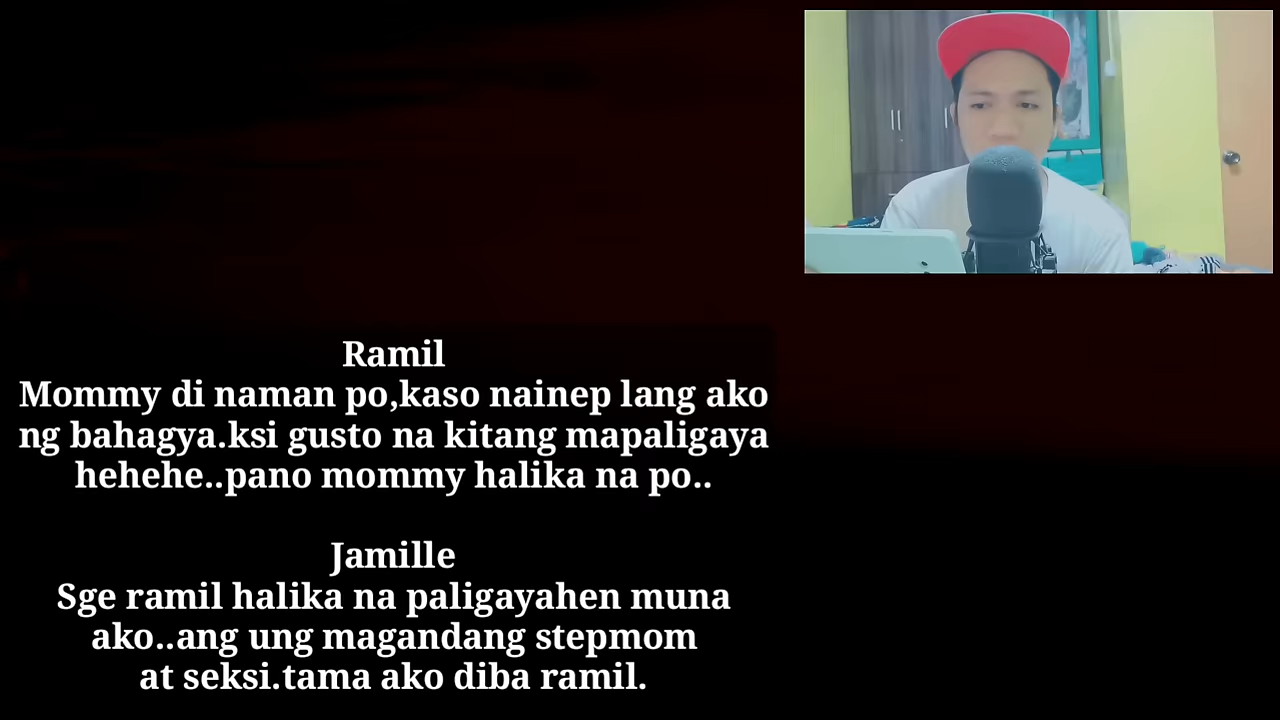 Ramil
Mommy di naman po,kaso nainep lang ako
ng bahagya.ksi gusto na kitang mapaligaya
hehehe..pano mommy halika na po..
Jamille
Sge ramil halika na paligayahen muna
ako..ang ung magandang stepmom
at seksi.tama ako diba ramil.